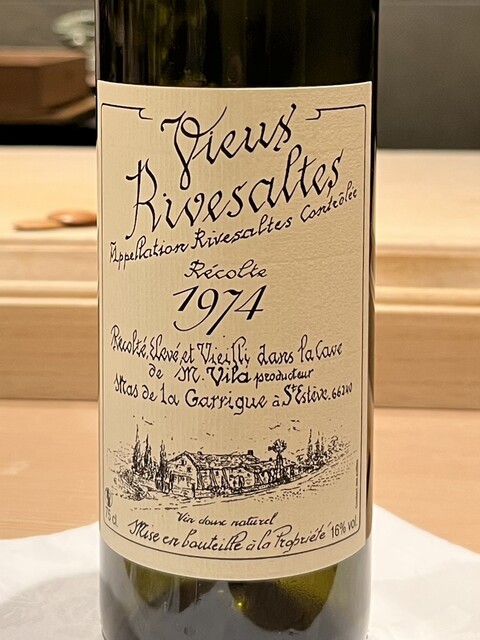 Vieux
Rivesaltes
Appellation Rivesaltes Contrôlée
Récolte
1974
Récolté, Elevé et Vieilli dans la Cave
de M. Vila producteur
Mas de la Garrigue à St Estève. 66240
Vin doux naturel
75 cl.
Mise en bouteille à la Propriété
16% vol.